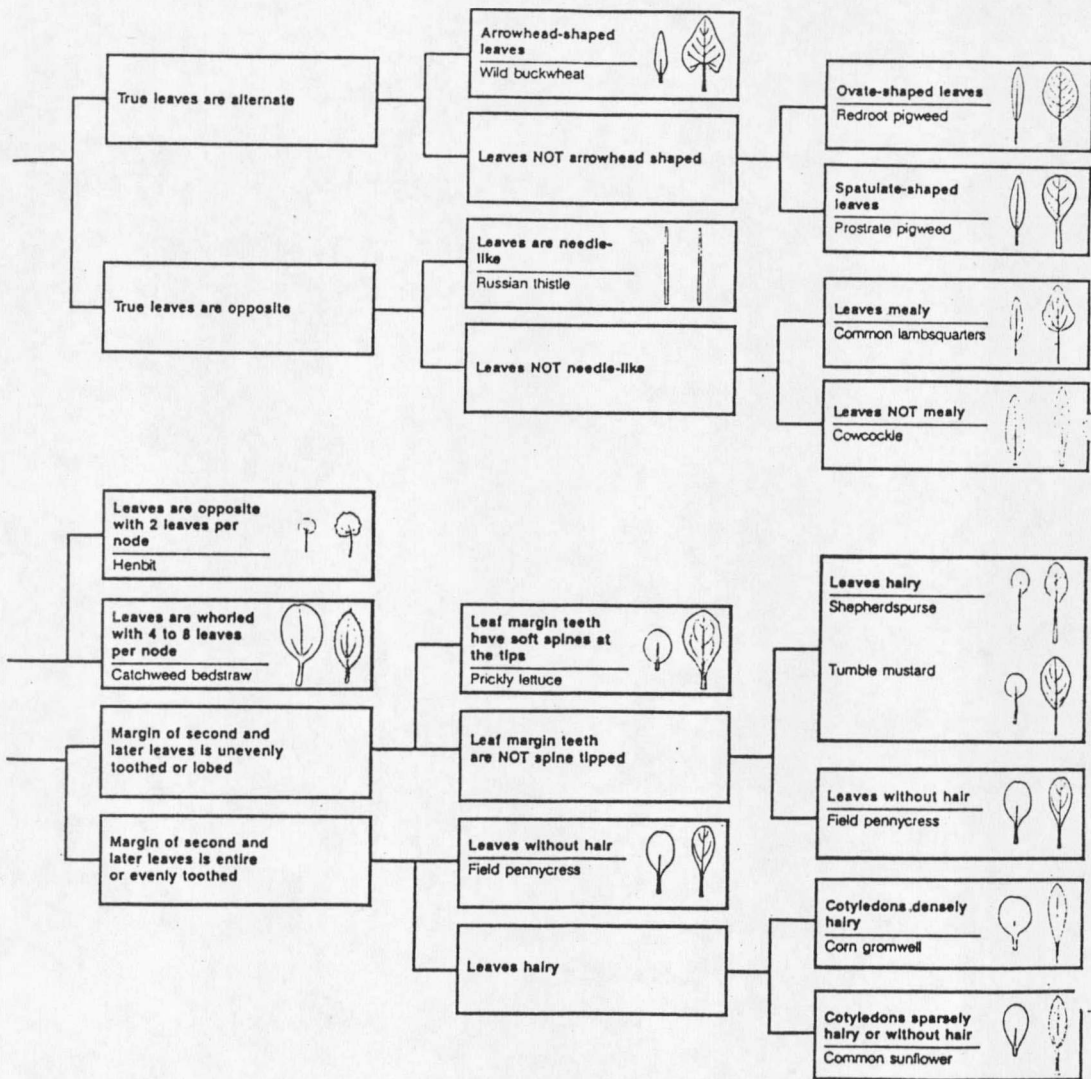 Arrowhead-shaped
leaves
Wild buckwheat
True leaves are alternate
Ovate-shaped leaves
Redroot pigweed
Leaves NOT arrowhead shaped
Spatulate-shaped
leaves
Prostrate pigweed
Leaves are needle-
like
Russian thistle
True leaves are opposite
Leaves mealy
Common lambsquarters
Leaves NOT needle-like
Leaves NOT mealy
Cowcockle
Leaves are opposite
with 2 leaves per
node
Henbit
Leaves are whorled
with 4 to 8 leaves
per node
Catchweed bedstraw
Leaf margin teeth
have soft spines at
the tips
Prickly lettuce
Leaves hairy
Shepherdspurse
Tumble mustard
Margin of second and
later leaves is unevenly
toothed or lobed
Leaf margin teeth
are NOT spine tipped
Leaves without hair
Field pennycress
Margin of second and
later leaves is entire
or evenly toothed
Leaves without hair
Field pennycress
Cotyledons densely
hairy
Corn gromwell
Leaves hairy
Cotyledons sparsely
hairy or without hair
Common sunflower